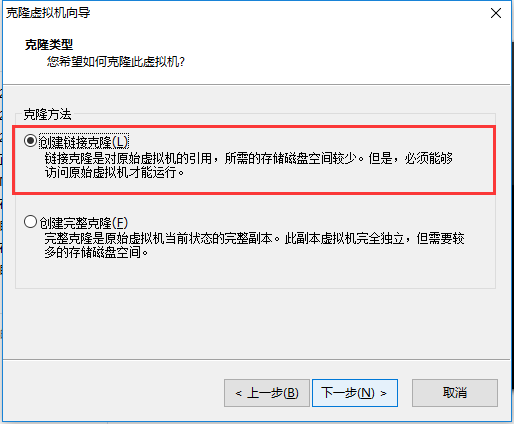 克隆虚拟机向导
克隆类型
您希望如何克隆此虚拟机?
克隆方法
创建链接克隆(L)
链接克隆是对原始虚拟机的引用，所需的存储磁盘空间较少。但是，必须能够
访问原始虚拟机才能运行。
创建完整克隆(F)
完整克隆是原始虚拟机当前状态的完整副本。此副本虚拟机完全独立，但需要较
多的存储磁盘空间。
< 上一步(B)
下一步(N) >
取消